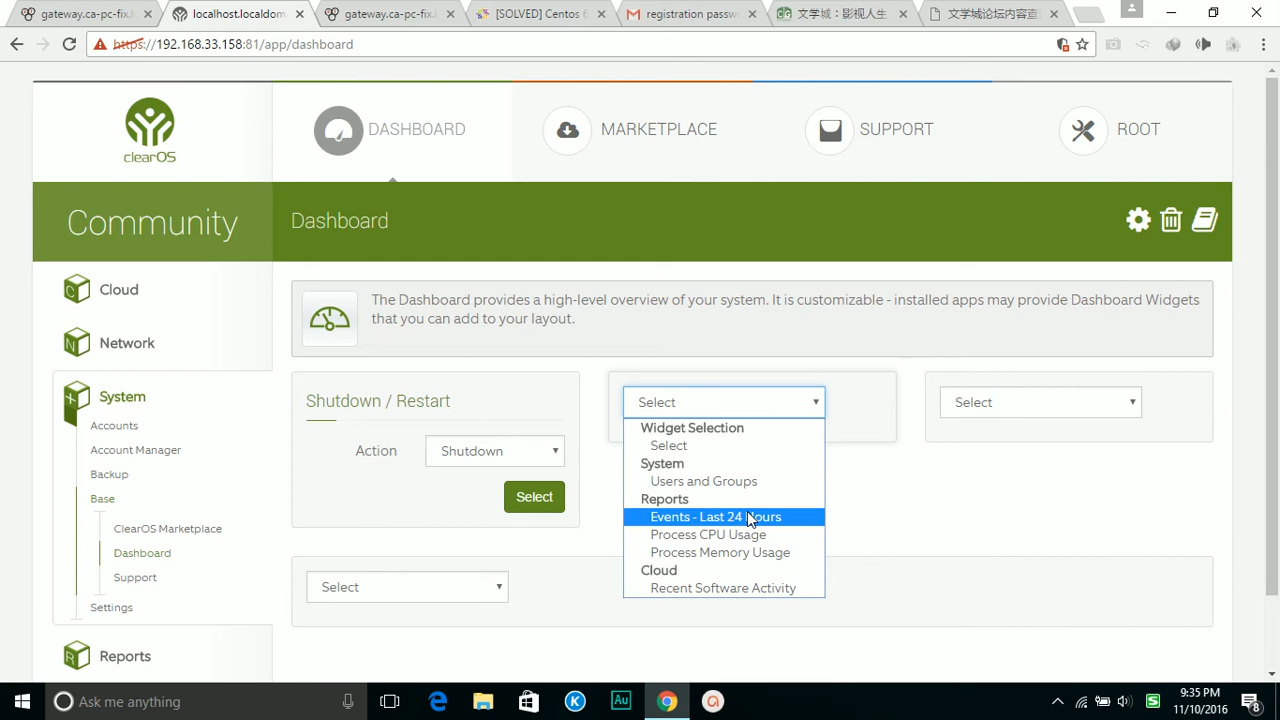 gateway.ca-pc-fix.l
localhost.localdom
gateway.ca-pc-fix.l
[SOLVED] Centos 6
registration passw
文学城：影视人生
文学城论坛内容直
https://192.168.33.158:81/app/dashboard
clearOS
DASHBOARD
MARKETPLACE
SUPPORT
ROOT
Community
Dashboard
Cloud
Network
System
Accounts
Account Manager
Backup
Base
ClearOS Marketplace
Dashboard
Support
Settings
Reports
The Dashboard provides a high-level overview of your system. It is customizable - installed apps may provide Dashboard Widgets
that you can add to your layout.
Shutdown / Restart
Action
Shutdown
Select
Select
Widget Selection
Select
System
Users and Groups
Reports
Events - Last 24 Hours
Process CPU Usage
Process Memory Usage
Cloud
Recent Software Activity
Select
Select
Ask me anything
Au
9:35 PM
11/10/2016
8